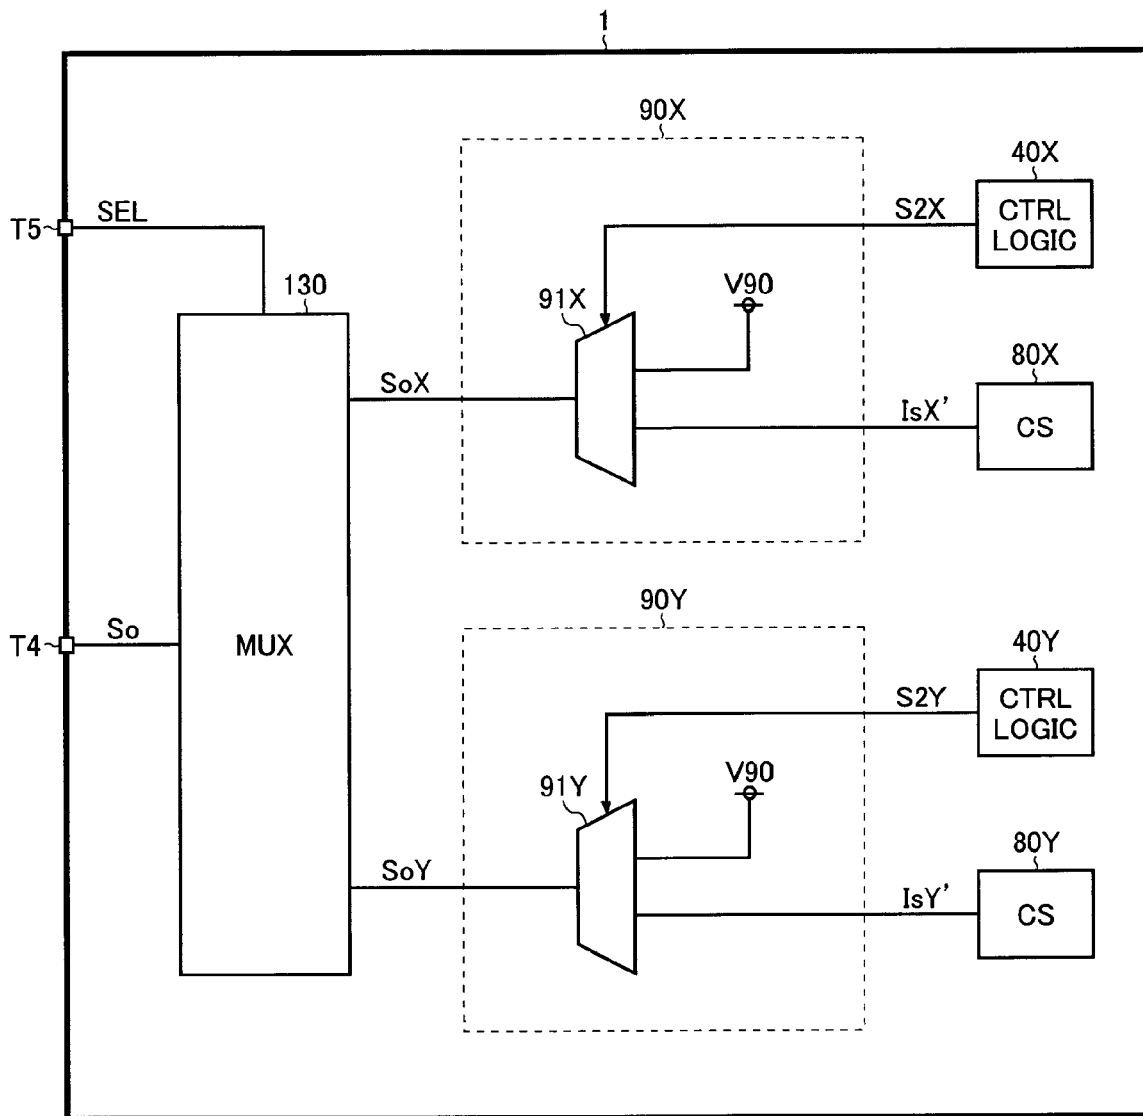 1
90X
40X
CTRL
LOGIC
S2X
T5
SEL
130
91X
V90
80X
CS
SoX
IsX'
MUX
T4
So
90Y
40Y
CTRL
LOGIC
S2Y
91Y
V90
80Y
CS
SoY
IsY'